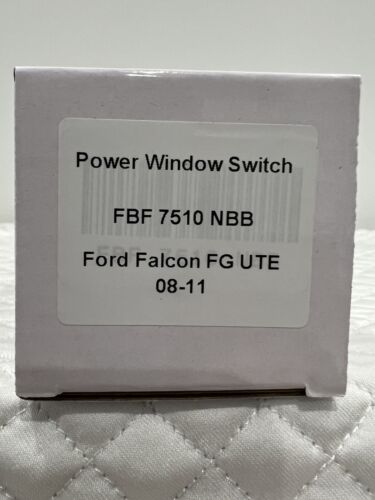 Power Window Switch
FBF 7510 NBB
Ford Falcon FG UTE
08-11